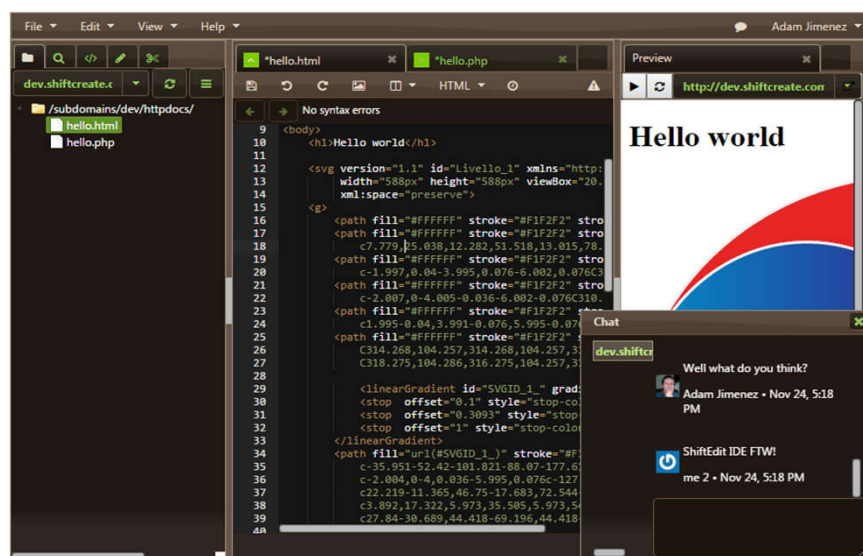 File Edit View Help Adam Jimenez
dev.shiftcreate.c
/subdomains/dev/httpdocs/
hello.html
hello.php
*hello.html *hello.php
HTML
No syntax errors
9 <body>
10 <h1>Hello world</h1>
11
12 <svg version="1.1" id="Livello_1" xmlns="http:
13 width="588px" height="588px" viewBox="20.
14 xml:space="preserve">
15 <g>
16 <path fill="#FFFFFF" stroke="#F1F2F2" stro
17 <path fill="#FFFFFF" stroke="#F1F2F2" stro
18 c7.779,25.038,12.282,51.518,13.015,78.
19 <path fill="#FFFFFF" stroke="#F1F2F2" stro
20 c-1.997,0.04-3.995,0.076-6.002,0.076C3
21 <path fill="#FFFFFF" stroke="#F1F2F2" stro
22 c-2.007,0-4.005-0.036-6.002-0.076C310.
23 <path fill="#FFFFFF" stroke="#F1F2F2" stro
24 c1.995-0.04,3.991-0.076,5.995-0.076
25 <path fill="#FFFFFF" stroke="#F1F2F2"
26 C314.268,104.257,314.268,104.257,3
27 C318.275,104.286,316.275,104.257,3
28
29 <linearGradient id="SVGID_1_" gradi
30 <stop offset="0.1" style="stop-col
31 <stop offset="0.3093" style="stop-
32 <stop offset="1" style="stop-color
33 </linearGradient>
34 <path fill="url(#SVGID_1_)" stroke="#F
35 c-35.951-52.42-101.821-88.07-177.6
36 c-2.004,0-4,0.036-5.995,0.076c-127
37 c22.219-11.365,46.75-17.683,72.544
38 c3.892,17.322,5.973,35.505,5.973,5
39 c27.84-30.689,44.418-69.196,44.418
40
Preview
http://dev.shiftcreate.com
Hello world
Chat
dev.shiftcr
Well what do you think?
Adam Jimenez • Nov 24, 5:18
PM
ShiftEdit IDE FTW!
me 2 • Nov 24, 5:18 PM